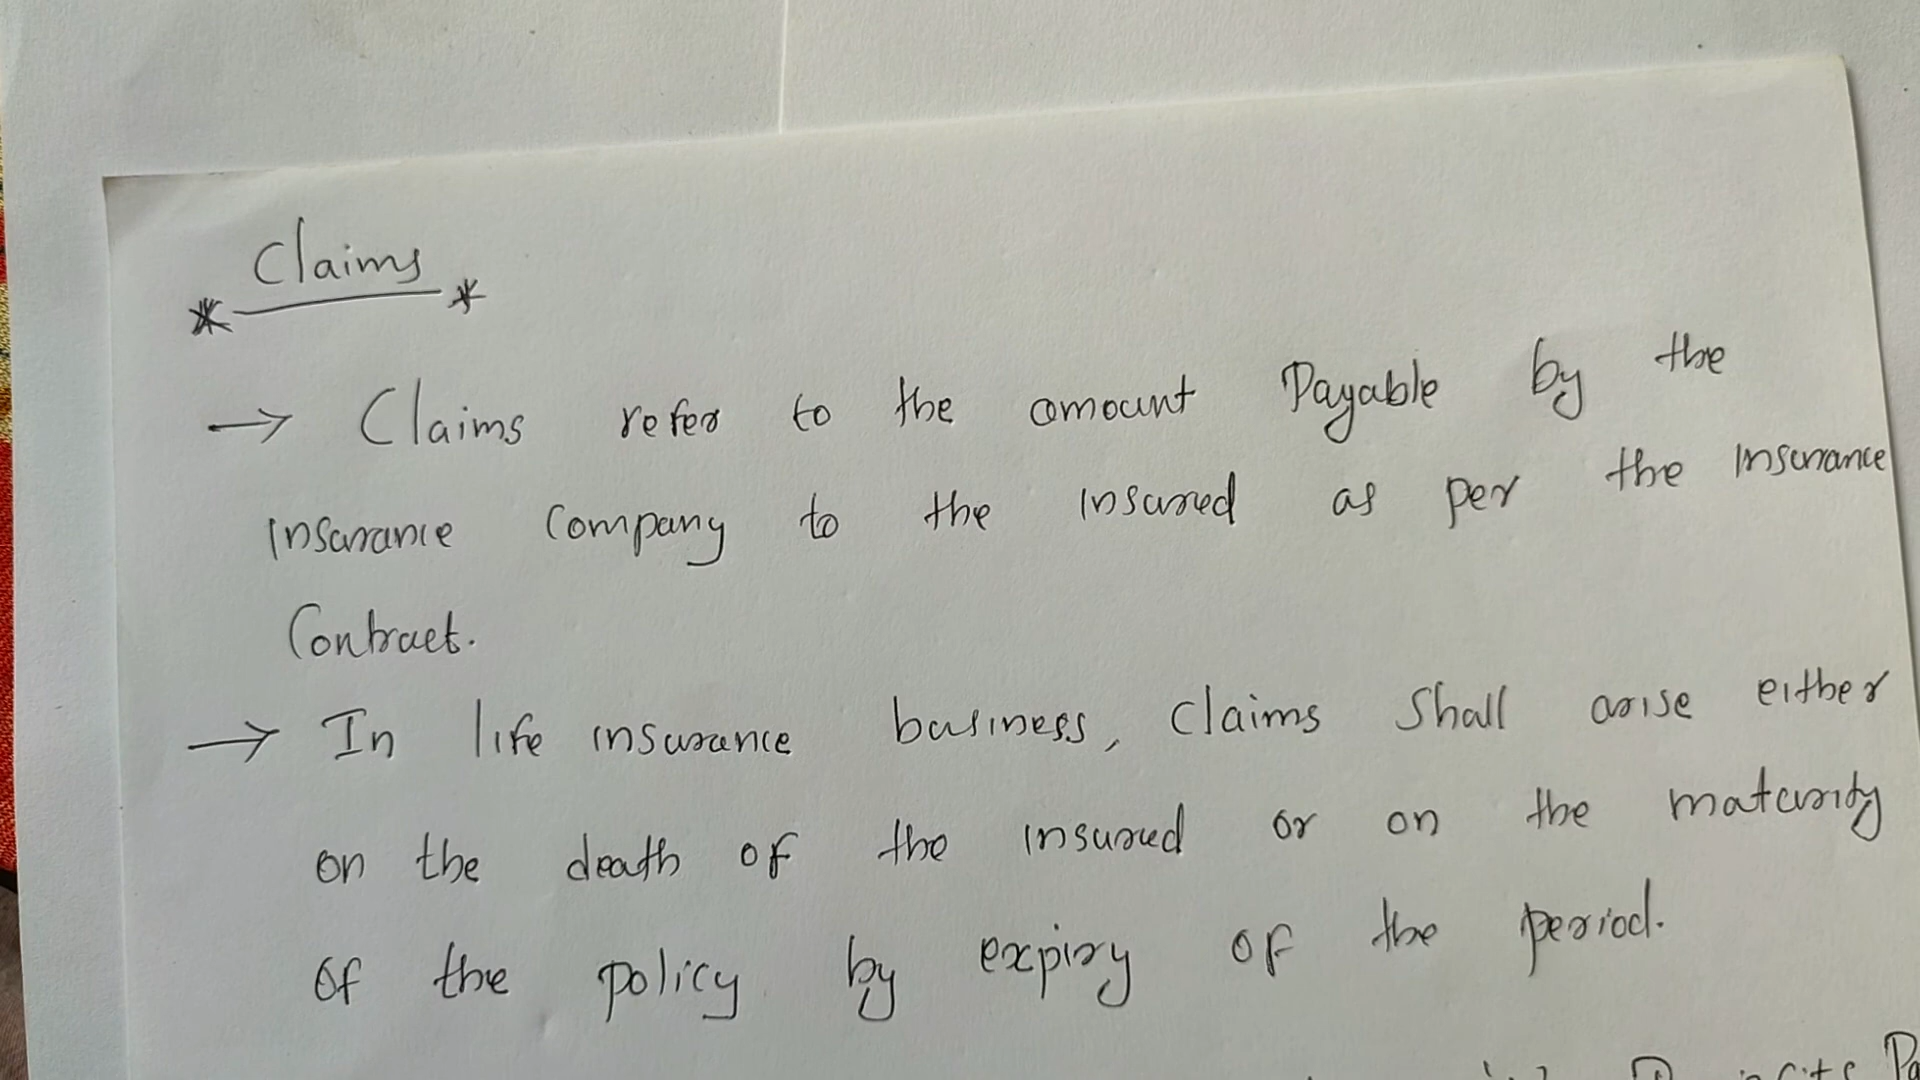 Claims
* *
→ Claims refer to the amount Payable by the
insurance Company to the insured as per the insurance
Contract.
→ In life insurance business, claims Shall arise either
on the death of the insured or on the maturity
of the policy by expiry of the period.